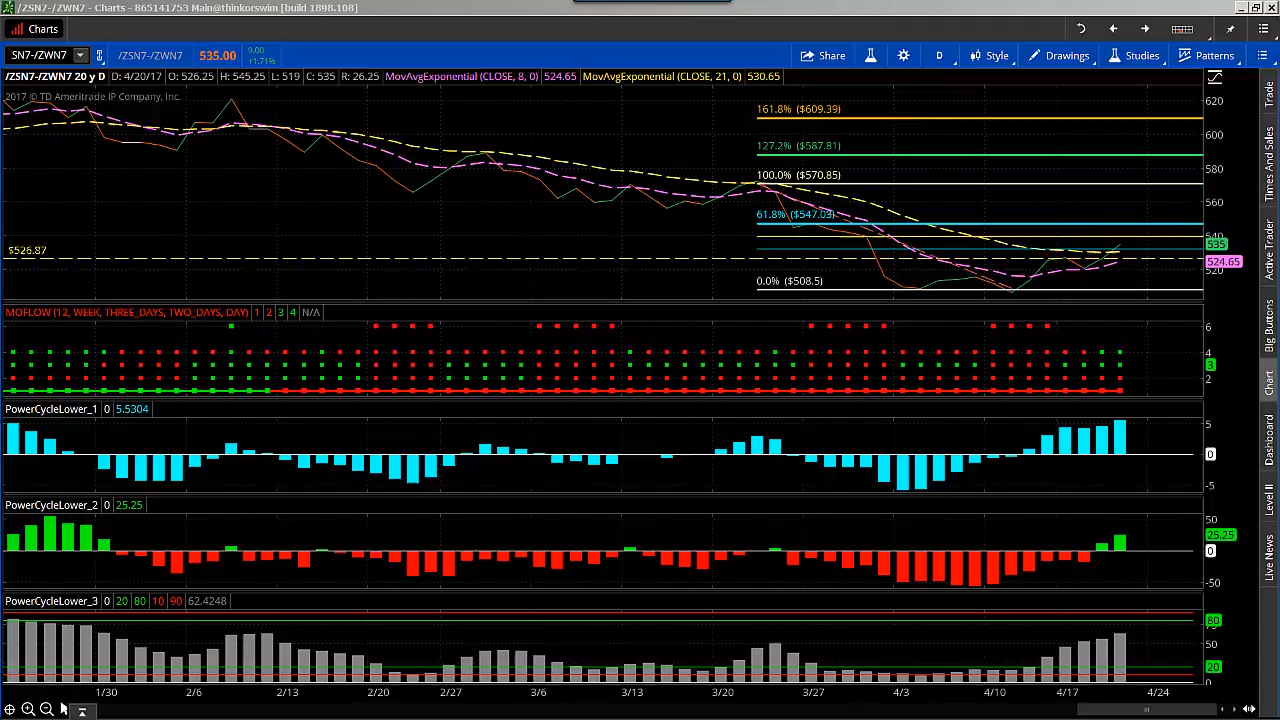 /ZSN7-/ZWN7 - Charts - 865141753 Main@thinkorswim [build 1898.108]
Charts
SN7-/ZWN7 /ZSN7-/ZWN7 535.00 9.00 +1.71% Share D Style Drawings Studies Patterns
/ZSN7-/ZWN7 20 y D D: 4/20/17 O: 526.25 H: 545.25 L: 519 C: 535 R: 26.25 MovAvgExponential (CLOSE, 8, 0) 524.65 MovAvgExponential (CLOSE, 21, 0) 530.65
2017 © TD Ameritrade IP Company, Inc.
161.8% ($609.39)
127.2% ($587.81)
100.0% ($570.85)
61.8% ($547.03)
$526.87
0.0% ($508.5)
620
600
580
560
540
535
524.65
520
MOFLOW (12, WEEK, THREE_DAYS, TWO_DAYS, DAY) 1 2 3 4 N/A
6
4
3
2
PowerCycleLower_1 0 5.5304
5
0
-5
PowerCycleLower_2 0 25.25
50
25.25
0
-50
PowerCycleLower_3 0 20 80 10 90 62.4248
80
50
20
0
1/30 2/6 2/13 2/20 2/27 3/6 3/13 3/20 3/27 4/3 4/10 4/17 4/24
Trade
Times And Sales
Active Trader
Big Buttons
Chart
Dashboard
Level II
Live News